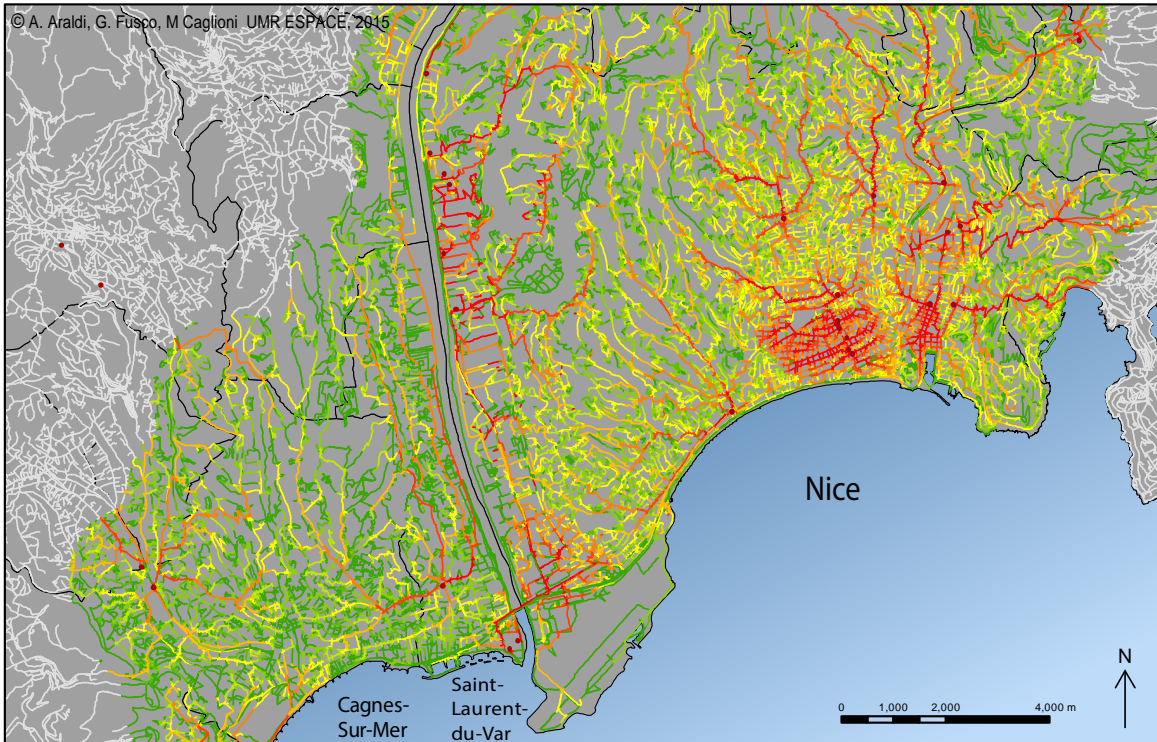 © A. Araldi, G. Fusco, M Caglioni  UMR ESPACE, 2015
Nice
N
Cagnes-
Sur-Mer
Saint-
Laurent-
du-Var
0 1,000 2,000 4,000 m